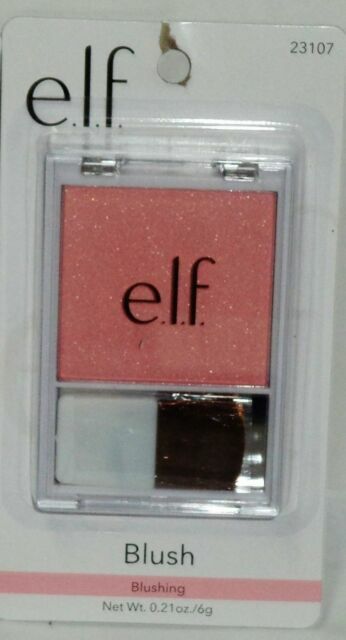 23107
e.l.f.
e.l.f.
Blush
Blushing
Net Wt. 0.21oz./6g